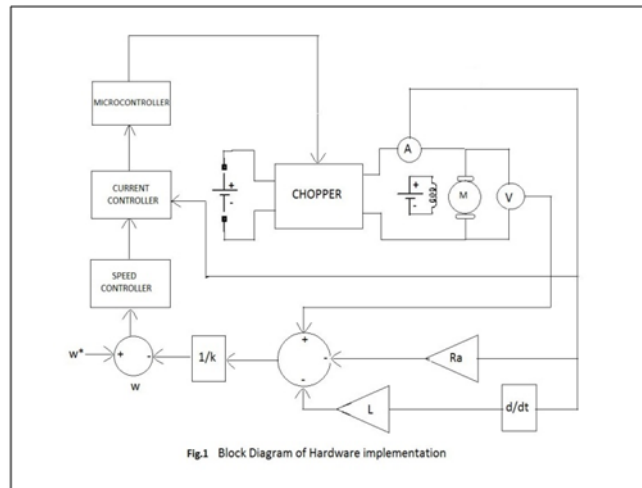 MICROCONTROLLER
CURRENT
CONTROLLER
SPEED
CONTROLLER
+
-
CHOPPER
A
+
-
M
V
w*
+
-
w
1/k
+
-
-
Ra
L
d/dt
Fig.1 Block Diagram of Hardware implementation